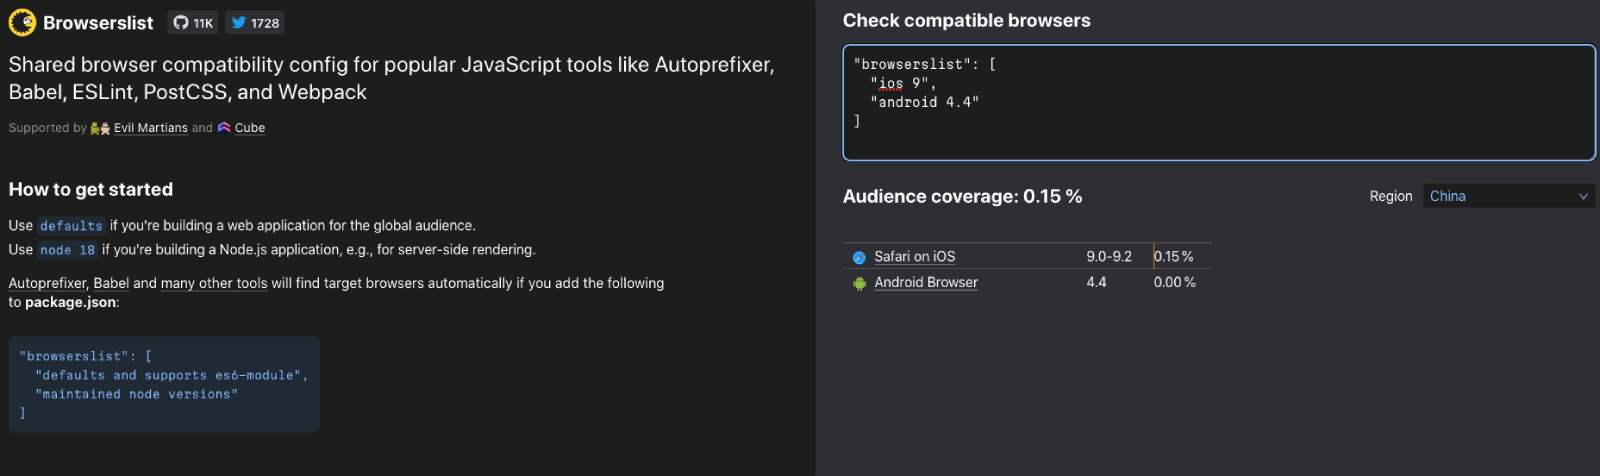 Browserslist 11K 1728
Shared browser compatibility config for popular JavaScript tools like Autoprefixer,
Babel, ESLint, PostCSS, and Webpack
Supported by Evil Martians and Cube
How to get started
Use defaults if you're building a web application for the global audience.
Use node 18 if you're building a Node.js application, e.g., for server-side rendering.
Autoprefixer, Babel and many other tools will find target browsers automatically if you add the following
to package.json:
"browserslist": [
  "defaults and supports es6-module",
  "maintained node versions"
]
Check compatible browsers
"browserslist": [
  "ios 9",
  "android 4.4"
]
Audience coverage: 0.15 % Region China
Safari on iOS 9.0-9.2 0.15 %
Android Browser 4.4 0.00 %